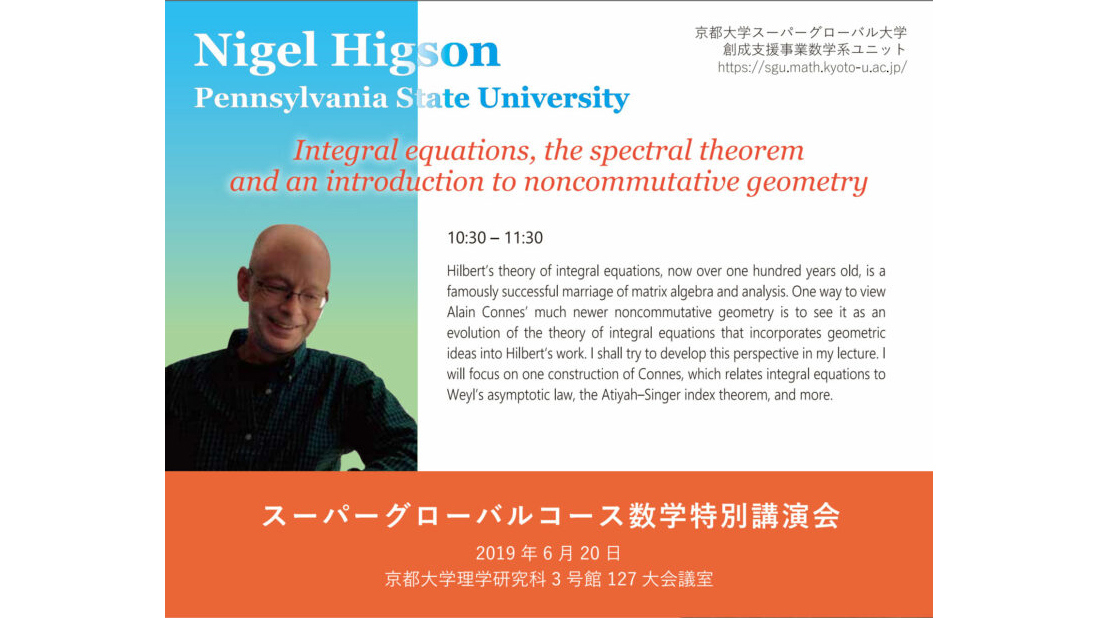 Nigel Higson
Pennsylvania State University
京都大学スーパーグローバル大学
創成支援事業数学系ユニット
https://sgu.math.kyoto-u.ac.jp/
Integral equations, the spectral theorem
and an introduction to noncommutative geometry
10:30 – 11:30
Hilbert's theory of integral equations, now over one hundred years old, is a
famously successful marriage of matrix algebra and analysis. One way to view
Alain Connes' much newer noncommutative geometry is to see it as an
evolution of the theory of integral equations that incorporates geometric
ideas into Hilbert's work. I shall try to develop this perspective in my lecture. I
will focus on one construction of Connes, which relates integral equations to
Weyl's asymptotic law, the Atiyah–Singer index theorem, and more.
スーパーグローバルコース数学特別講演会
2019 年 6 月 20 日
京都大学理学研究科 3 号館 127 大会議室